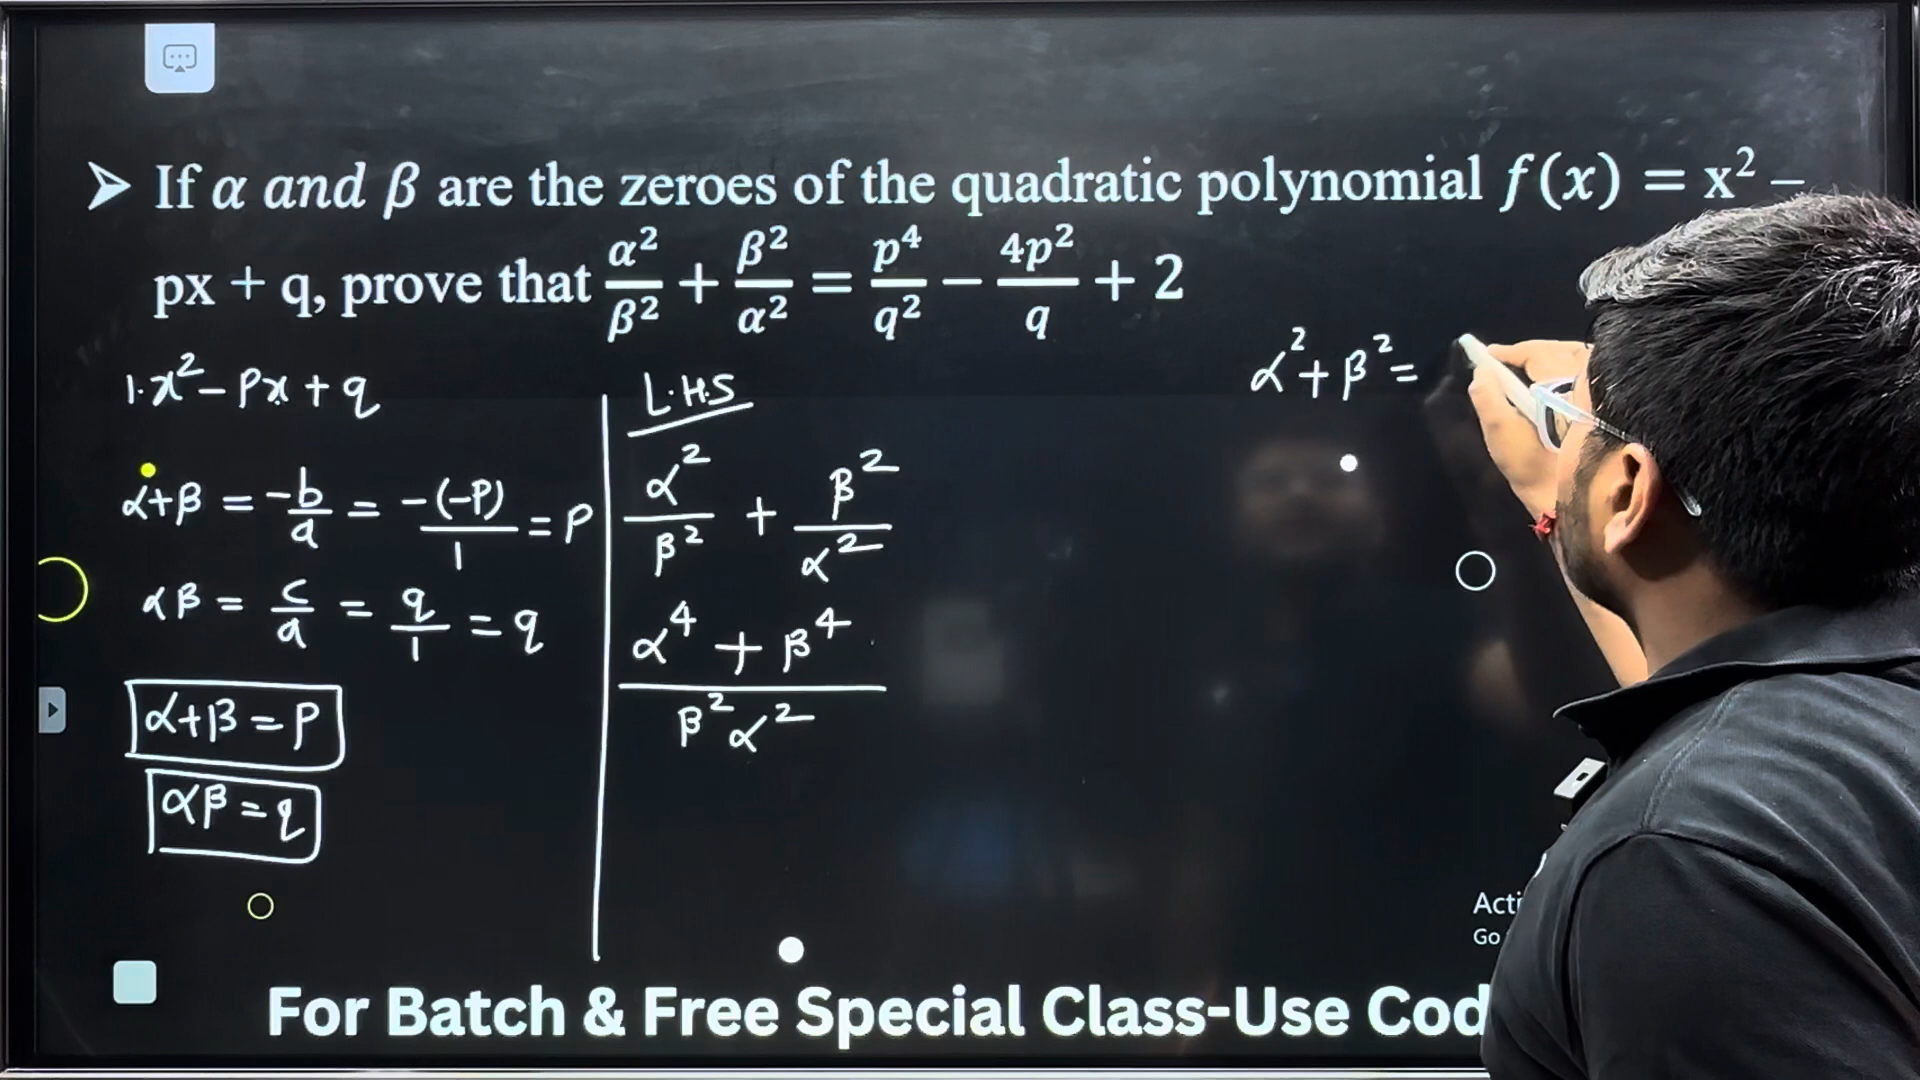 ➤ If α and β are the zeroes of the quadratic polynomial f(x) = x² –
px + q, prove that α²/β² + β²/α² = p⁴/q² − 4p²/q + 2
1·x² − px + q
α+β = −b/a = −(−p)/1 = p
αβ = c/a = q/1 = q
α+β = p
αβ = q
L.H.S
α²/β² + β²/α²
α⁴ + β⁴ / β²α²
α² + β² =
Acti
Go
For Batch & Free Special Class-Use Cod